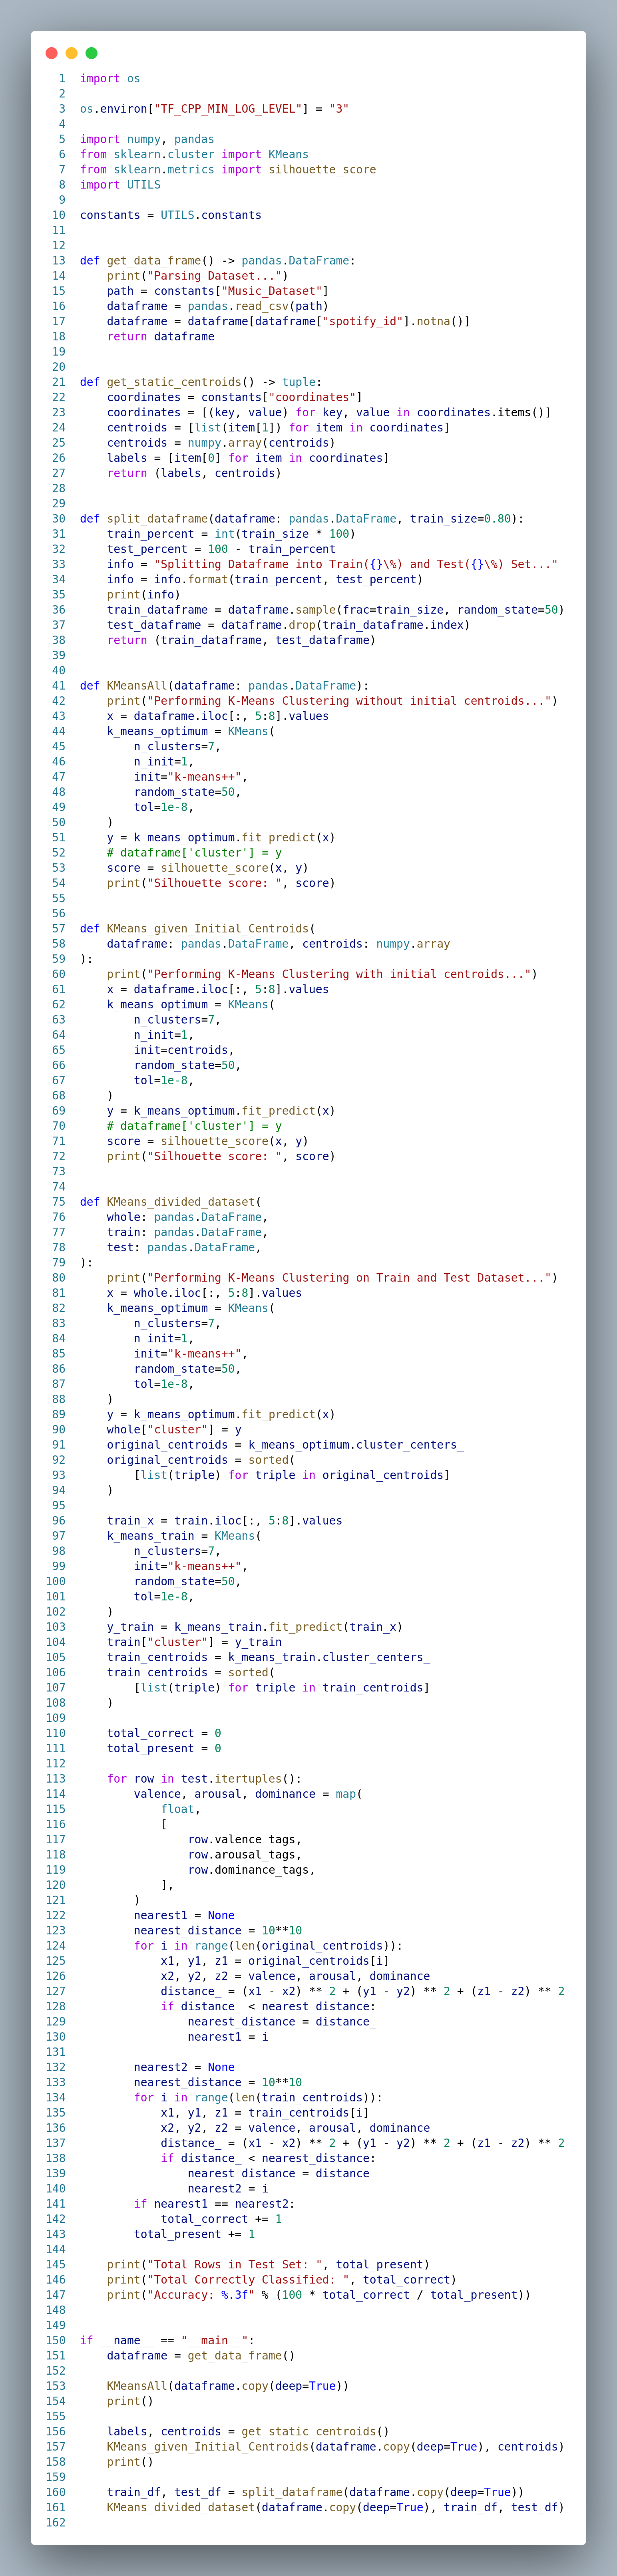 1 import os
2
3 os.environ["TF_CPP_MIN_LOG_LEVEL"] = "3"
4
5 import numpy, pandas
6 from sklearn.cluster import KMeans
7 from sklearn.metrics import silhouette_score
8 import UTILS
9
10 constants = UTILS.constants
11
12
13 def get_data_frame() -> pandas.DataFrame:
14     print("Parsing Dataset...")
15     path = constants["Music_Dataset"]
16     dataframe = pandas.read_csv(path)
17     dataframe = dataframe[dataframe["spotify_id"].notna()]
18     return dataframe
19
20
21 def get_static_centroids() -> tuple:
22     coordinates = constants["coordinates"]
23     coordinates = [(key, value) for key, value in coordinates.items()]
24     centroids = [list(item[1]) for item in coordinates]
25     centroids = numpy.array(centroids)
26     labels = [item[0] for item in coordinates]
27     return (labels, centroids)
28
29
30 def split_dataframe(dataframe: pandas.DataFrame, train_size=0.80):
31     train_percent = int(train_size * 100)
32     test_percent = 100 - train_percent
33     info = "Splitting Dataframe into Train({}\%) and Test({}\%) Set..."
34     info = info.format(train_percent, test_percent)
35     print(info)
36     train_dataframe = dataframe.sample(frac=train_size, random_state=50)
37     test_dataframe = dataframe.drop(train_dataframe.index)
38     return (train_dataframe, test_dataframe)
39
40
41 def KMeansAll(dataframe: pandas.DataFrame):
42     print("Performing K-Means Clustering without initial centroids...")
43     x = dataframe.iloc[:, 5:8].values
44     k_means_optimum = KMeans(
45         n_clusters=7,
46         n_init=1,
47         init="k-means++",
48         random_state=50,
49         tol=1e-8,
50     )
51     y = k_means_optimum.fit_predict(x)
52     # dataframe['cluster'] = y
53     score = silhouette_score(x, y)
54     print("Silhouette score: ", score)
55
56
57 def KMeans_given_Initial_Centroids(
58     dataframe: pandas.DataFrame, centroids: numpy.array
59 ):
60     print("Performing K-Means Clustering with initial centroids...")
61     x = dataframe.iloc[:, 5:8].values
62     k_means_optimum = KMeans(
63         n_clusters=7,
64         n_init=1,
65         init=centroids,
66         random_state=50,
67         tol=1e-8,
68     )
69     y = k_means_optimum.fit_predict(x)
70     # dataframe['cluster'] = y
71     score = silhouette_score(x, y)
72     print("Silhouette score: ", score)
73
74
75 def KMeans_divided_dataset(
76     whole: pandas.DataFrame,
77     train: pandas.DataFrame,
78     test: pandas.DataFrame,
79 ):
80     print("Performing K-Means Clustering on Train and Test Dataset...")
81     x = whole.iloc[:, 5:8].values
82     k_means_optimum = KMeans(
83         n_clusters=7,
84         n_init=1,
85         init="k-means++",
86         random_state=50,
87         tol=1e-8,
88     )
89     y = k_means_optimum.fit_predict(x)
90     whole["cluster"] = y
91     original_centroids = k_means_optimum.cluster_centers_
92     original_centroids = sorted(
93         [list(triple) for triple in original_centroids]
94     )
95
96     train_x = train.iloc[:, 5:8].values
97     k_means_train = KMeans(
98         n_clusters=7,
99         init="k-means++",
100         random_state=50,
101         tol=1e-8,
102     )
103     y_train = k_means_train.fit_predict(train_x)
104     train["cluster"] = y_train
105     train_centroids = k_means_train.cluster_centers_
106     train_centroids = sorted(
107         [list(triple) for triple in train_centroids]
108     )
109
110     total_correct = 0
111     total_present = 0
112
113     for row in test.itertuples():
114         valence, arousal, dominance = map(
115             float,
116             [
117                 row.valence_tags,
118                 row.arousal_tags,
119                 row.dominance_tags,
120             ],
121         )
122         nearest1 = None
123         nearest_distance = 10**10
124         for i in range(len(original_centroids)):
125             x1, y1, z1 = original_centroids[i]
126             x2, y2, z2 = valence, arousal, dominance
127             distance_ = (x1 - x2) ** 2 + (y1 - y2) ** 2 + (z1 - z2) ** 2
128             if distance_ < nearest_distance:
129                 nearest_distance = distance_
130                 nearest1 = i
131
132         nearest2 = None
133         nearest_distance = 10**10
134         for i in range(len(train_centroids)):
135             x1, y1, z1 = train_centroids[i]
136             x2, y2, z2 = valence, arousal, dominance
137             distance_ = (x1 - x2) ** 2 + (y1 - y2) ** 2 + (z1 - z2) ** 2
138             if distance_ < nearest_distance:
139                 nearest_distance = distance_
140                 nearest2 = i
141         if nearest1 == nearest2:
142             total_correct += 1
143         total_present += 1
144
145     print("Total Rows in Test Set: ", total_present)
146     print("Total Correctly Classified: ", total_correct)
147     print("Accuracy: %.3f" % (100 * total_correct / total_present))
148
149
150 if __name__ == "__main__":
151     dataframe = get_data_frame()
152
153     KMeansAll(dataframe.copy(deep=True))
154     print()
155
156     labels, centroids = get_static_centroids()
157     KMeans_given_Initial_Centroids(dataframe.copy(deep=True), centroids)
158     print()
159
160     train_df, test_df = split_dataframe(dataframe.copy(deep=True))
161     KMeans_divided_dataset(dataframe.copy(deep=True), train_df, test_df)
162